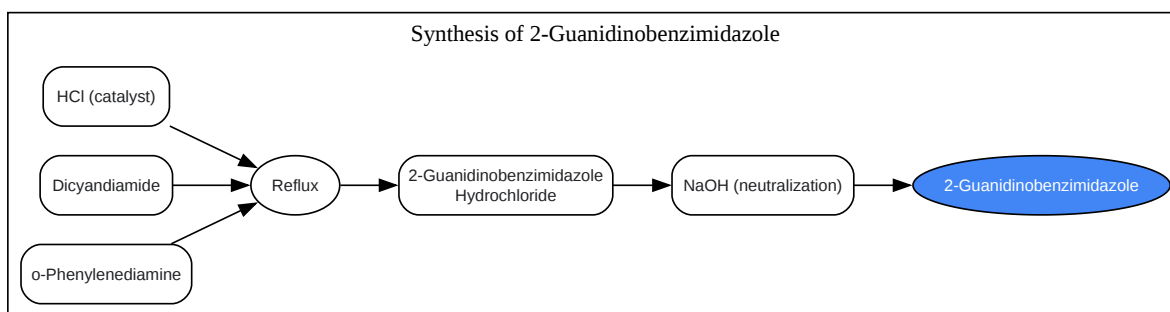 Synthesis of 2-Guanidinobenzimidazole
HCl (catalyst)
Dicyandiamide
o-Phenylenediamine
Reflux
2-Guanidinobenzimidazole
Hydrochloride
NaOH (neutralization)
2-Guanidinobenzimidazole